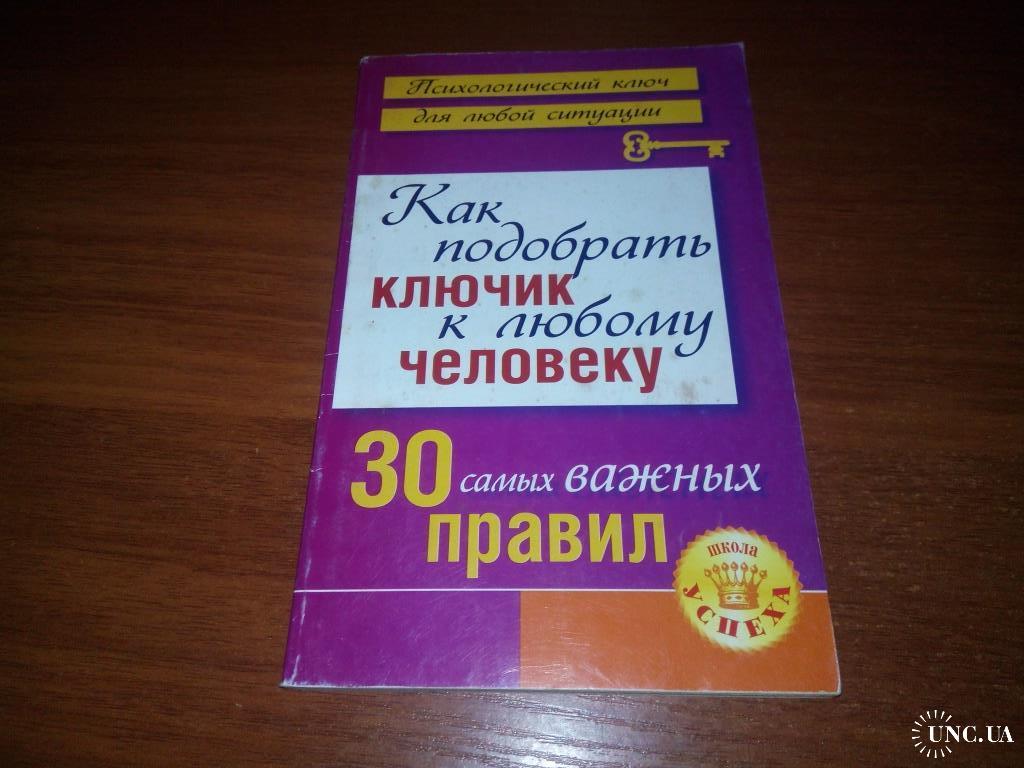 Психологический ключ
для любой ситуации
Как
подобрать
ключик
к любому
человеку
30 самых важных
правил
школа
УСПЕХА
UNC.UA